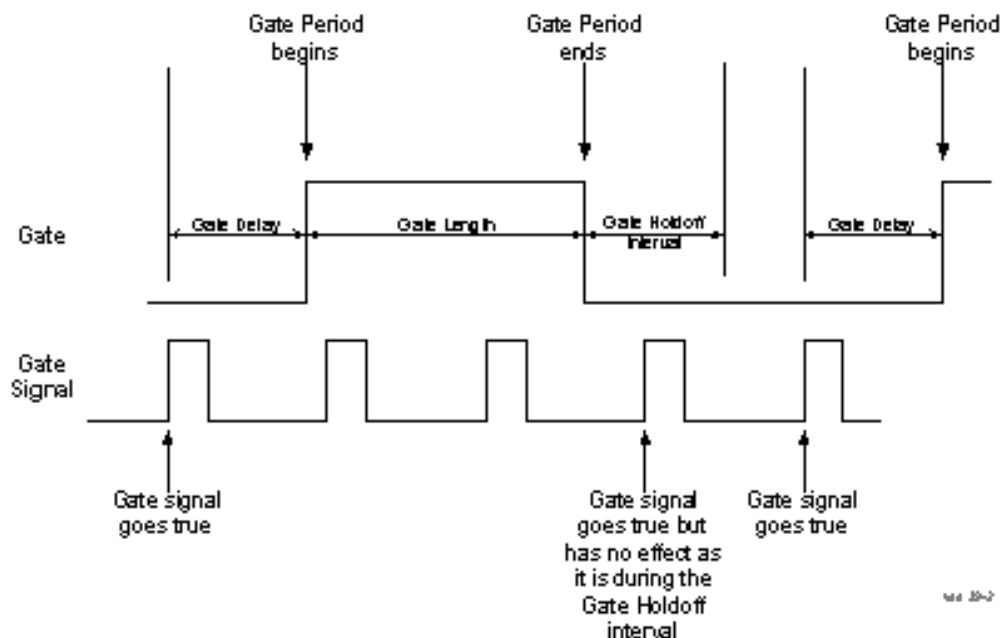 Gate Period
begins
Gate Period
ends
Gate Period
begins
Gate
Gate Delay
Gate Length
Gate Holdoff
interval
Gate Delay
Gate
Signal
Gate signal
goes true
Gate signal
goes true but
has no effect as
it is during the
Gate Holdoff
interval
Gate signal
goes true